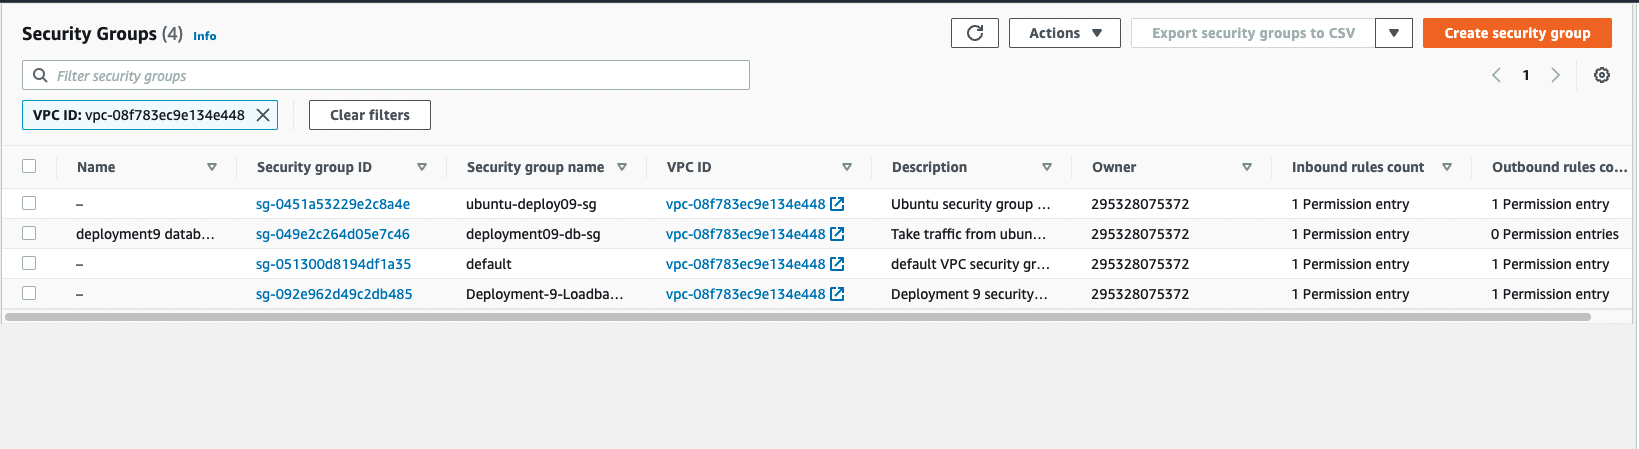 Security Groups (4) Info
Actions
Export security groups to CSV
Create security group
Filter security groups
1
VPC ID: vpc-08f783ec9e134e448
Clear filters
Name Security group ID Security group name VPC ID Description Owner Inbound rules count Outbound rules co...
– sg-0451a53229e2c8a4e ubuntu-deploy09-sg vpc-08f783ec9e134e448 Ubuntu security group ... 295328075372 1 Permission entry 1 Permission entry
deployment9 datab... sg-049e2c264d05e7c46 deployment09-db-sg vpc-08f783ec9e134e448 Take traffic from ubun... 295328075372 1 Permission entry 0 Permission entries
– sg-051300d8194df1a35 default vpc-08f783ec9e134e448 default VPC security gr... 295328075372 1 Permission entry 1 Permission entry
– sg-092e962d49c2db485 Deployment-9-Loadba... vpc-08f783ec9e134e448 Deployment 9 security... 295328075372 1 Permission entry 1 Permission entry